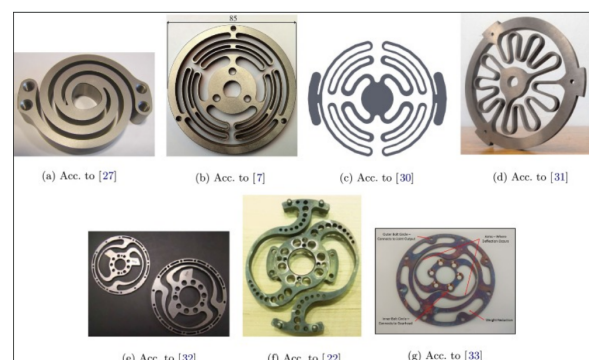 85
(a) Acc. to [27]
(b) Acc. to [7]
(c) Acc. to [30]
(d) Acc. to [31]
(e) Acc. to [32]
(f) Acc. to [22]
(g) Acc. to [33]